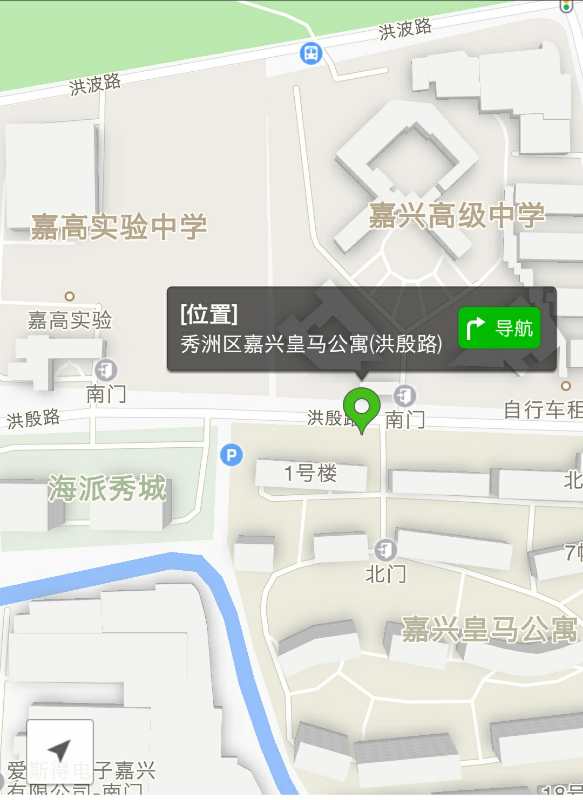 洪波路
洪波路
嘉高实验中学
嘉兴高级中学
[位置]
秀洲区嘉兴皇马公寓(洪殷路)
导航
嘉高实验
南门
洪殷路
洪殷路
南门
自行车租
P
海派秀城
1号楼
北
7幢
北门
嘉兴皇马公寓
爱斯得电子嘉兴
有限公司-南门